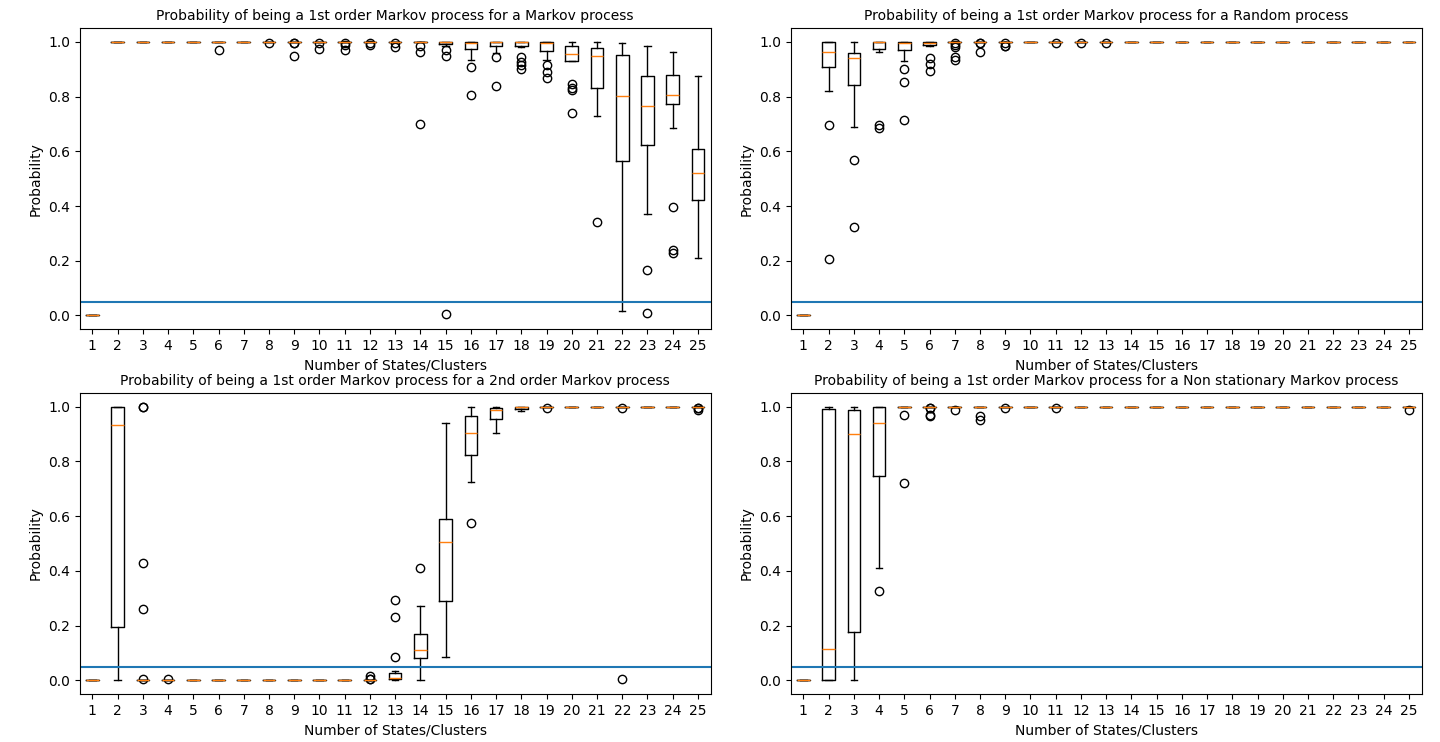 Probability of being a 1st order Markov process for a Markov process
Probability
1.0
0.8
0.6
0.4
0.2
0.0
1 2 3 4 5 6 7 8 9 10 11 12 13 14 15 16 17 18 19 20 21 22 23 24 25
Number of States/Clusters
Probability of being a 1st order Markov process for a Random process
Probability
1.0
0.8
0.6
0.4
0.2
0.0
1 2 3 4 5 6 7 8 9 10 11 12 13 14 15 16 17 18 19 20 21 22 23 24 25
Number of States/Clusters
Probability of being a 1st order Markov process for a 2nd order Markov process
Probability
1.0
0.8
0.6
0.4
0.2
0.0
1 2 3 4 5 6 7 8 9 10 11 12 13 14 15 16 17 18 19 20 21 22 23 24 25
Number of States/Clusters
Probability of being a 1st order Markov process for a Non stationary Markov process
Probability
1.0
0.8
0.6
0.4
0.2
0.0
1 2 3 4 5 6 7 8 9 10 11 12 13 14 15 16 17 18 19 20 21 22 23 24 25
Number of States/Clusters